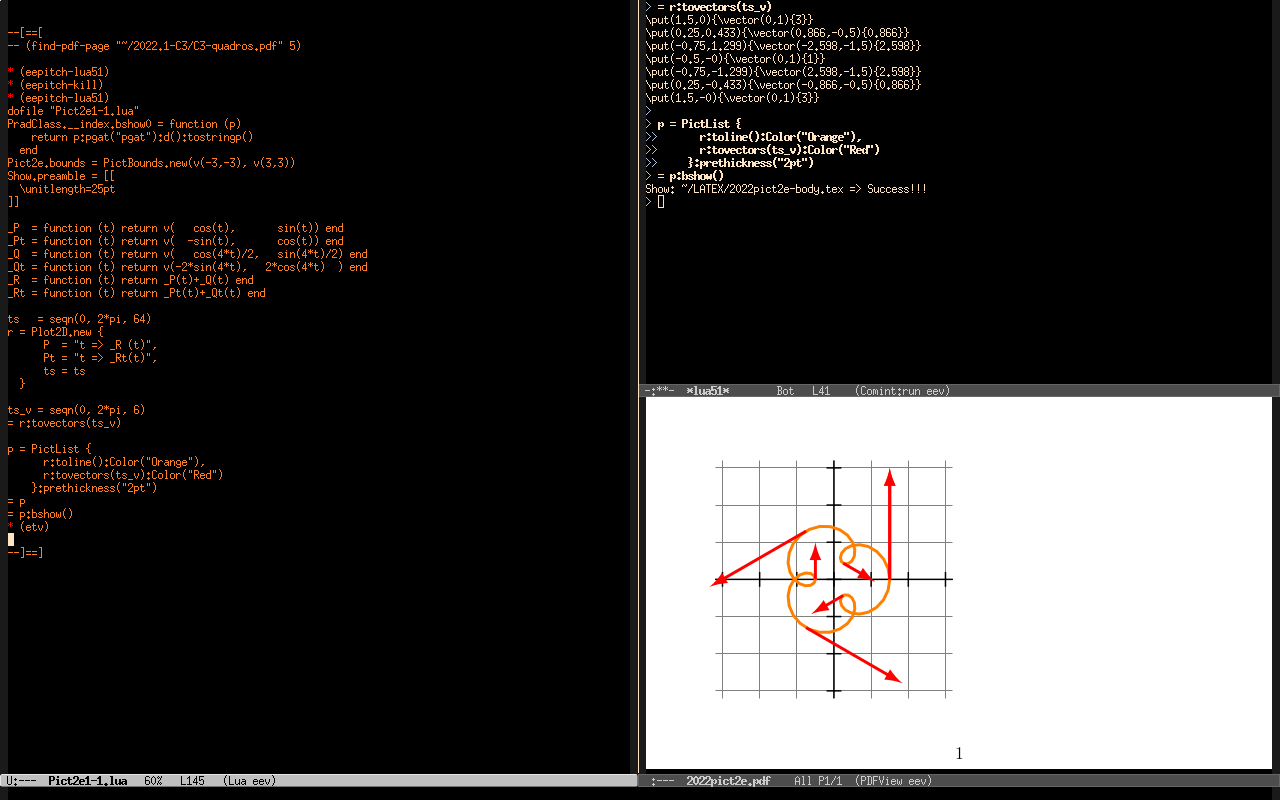 --[==[
-- (find-pdf-page "~/2022.1-C3/C3-quadros.pdf" 5)
* (eepitch-lua51)
* (eepitch-kill)
* (eepitch-lua51)
dofile "Pict2e1-1.lua"
PradClass.__index.bshow0 = function (p)
    return p:pgat("pgat"):d():tostringp()
  end
Pict2e.bounds = PictBounds.new(v(-3,-3), v(3,3))
Show.preamble = [[
  \unitlength=25pt
]]
_P  = function (t) return v(   cos(t),       sin(t)) end
_Pt = function (t) return v(  -sin(t),       cos(t)) end
_Q  = function (t) return v(   cos(4*t)/2,   sin(4*t)/2) end
_Qt = function (t) return v(-2*sin(4*t),   2*cos(4*t)  ) end
_R  = function (t) return _P(t)+_Q(t) end
_Rt = function (t) return _Pt(t)+_Qt(t) end
ts   = seqn(0, 2*pi, 64)
r = Plot2D.new {
      P  = "t => _R (t)",
      Pt = "t => _Rt(t)",
      ts = ts
  }
ts_v = seqn(0, 2*pi, 6)
= r:tovectors(ts_v)
p = PictList {
      r:toline():Color("Orange"),
      r:tovectors(ts_v):Color("Red")
    }:prethickness("2pt")
= p
= p:bshow()
* (etv)
--]==]
U:---  Pict2e1-1.lua   60%   L145   (Lua eev)
> = r:tovectors(ts_v)
\put(1.5,0){\vector(0,1){3}}
\put(0.25,0.433){\vector(0.866,-0.5){0.866}}
\put(-0.75,1.299){\vector(-2.598,-1.5){2.598}}
\put(-0.5,-0){\vector(0,1){1}}
\put(-0.75,-1.299){\vector(2.598,-1.5){2.598}}
\put(0.25,-0.433){\vector(-0.866,-0.5){0.866}}
\put(1.5,-0){\vector(0,1){3}}
>
> p = PictList {
>>       r:toline():Color("Orange"),
>>       r:tovectors(ts_v):Color("Red")
>>     }:prethickness("2pt")
> = p:bshow()
Show: ~/LATEX/2022pict2e-body.tex => Success!!!
>
-:**-  *lua51*        Bot   L41    (Comint:run eev)
1
:---  2022pict2e.pdf    All P1/1  (PDFView eev)